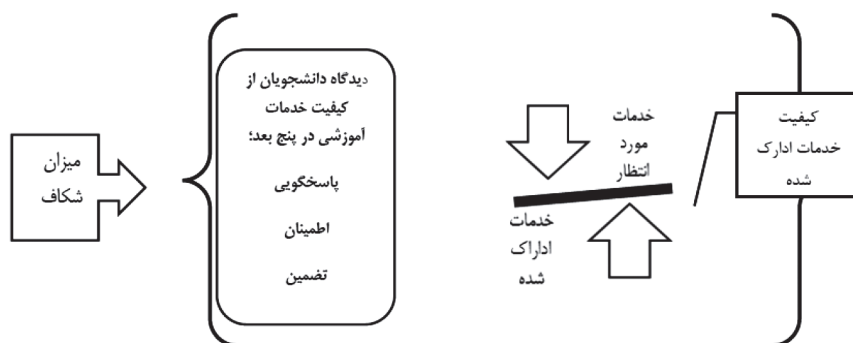 کیفیت
خدمات ادارک
شده
خدمات
مورد
انتظار
خدمات
اداراک
شده
دیدگاه دانشجویان از
کیفیت خدمات
آموزشی در پنج بعد؛
پاسخگویی
اطمینان
تضمین
میزان
شکاف